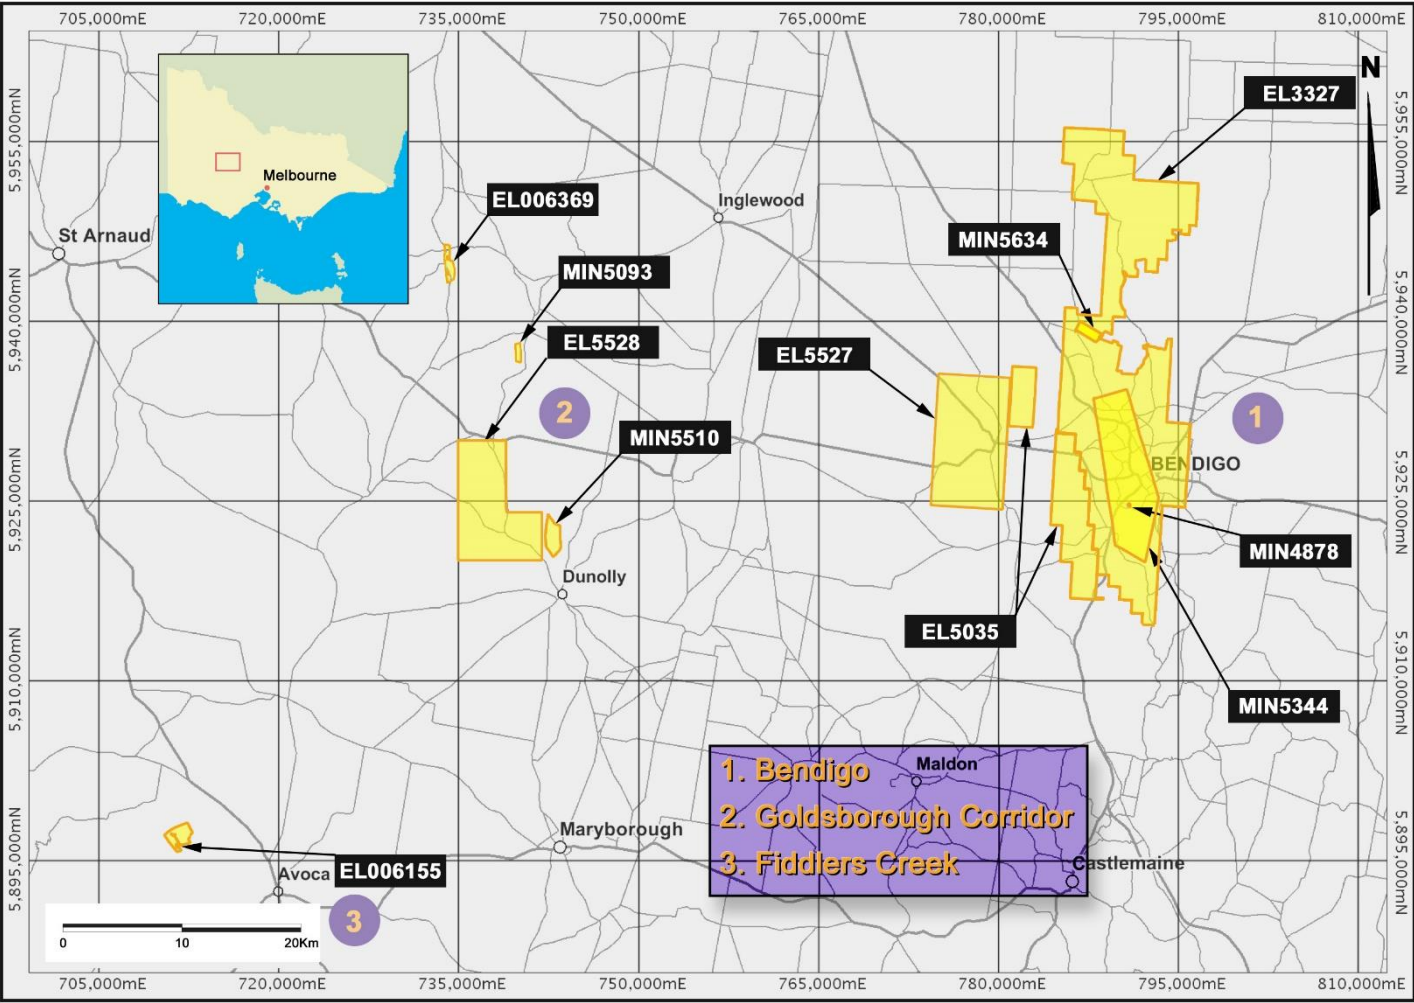 705,000mE 720,000mE 735,000mE 750,000mE 765,000mE 780,000mE 795,000mE 810,000mE
N
EL3327
5,955,000mN
5,955,000mN
Melbourne
EL006369
Inglewood
St Arnaud
MIN5634
MIN5093
5,940,000mN
5,940,000mN
EL5528
EL5527
2
1
MIN5510
BENDIGO
5,925,000mN
5,925,000mN
MIN4878
Dunolly
EL5035
5,910,000mN
5,910,000mN
MIN5344
1. Bendigo
Maldon
2. Goldsborough Corridor
3. Fiddlers Creek
Maryborough
Castlemaine
5,895,000mN
5,895,000mN
Avoca
EL006155
3
0 10 20Km
705,000mE 720,000mE 735,000mE 750,000mE 765,000mE 780,000mE 795,000mE 810,000mE